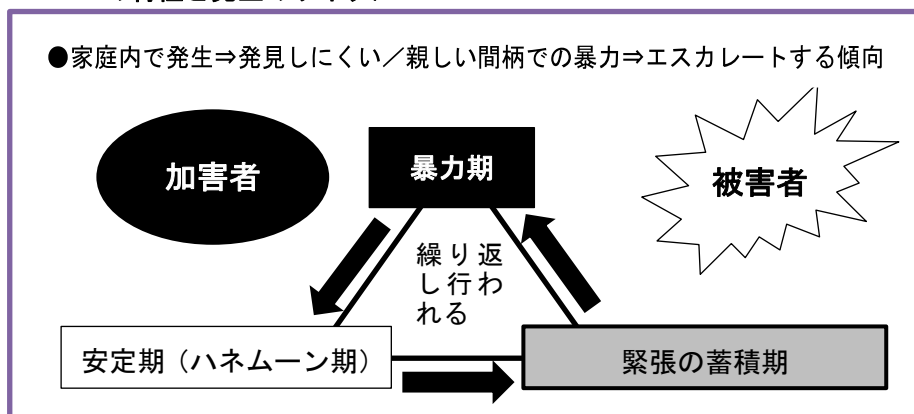 ●家庭内で発生⇒発見しにくい／親しい間柄での暴力⇒エスカレートする傾向
加害者
暴力期
被害者
繰り返
し行わ
れる
安定期（ハネムーン期）
緊張の蓄積期